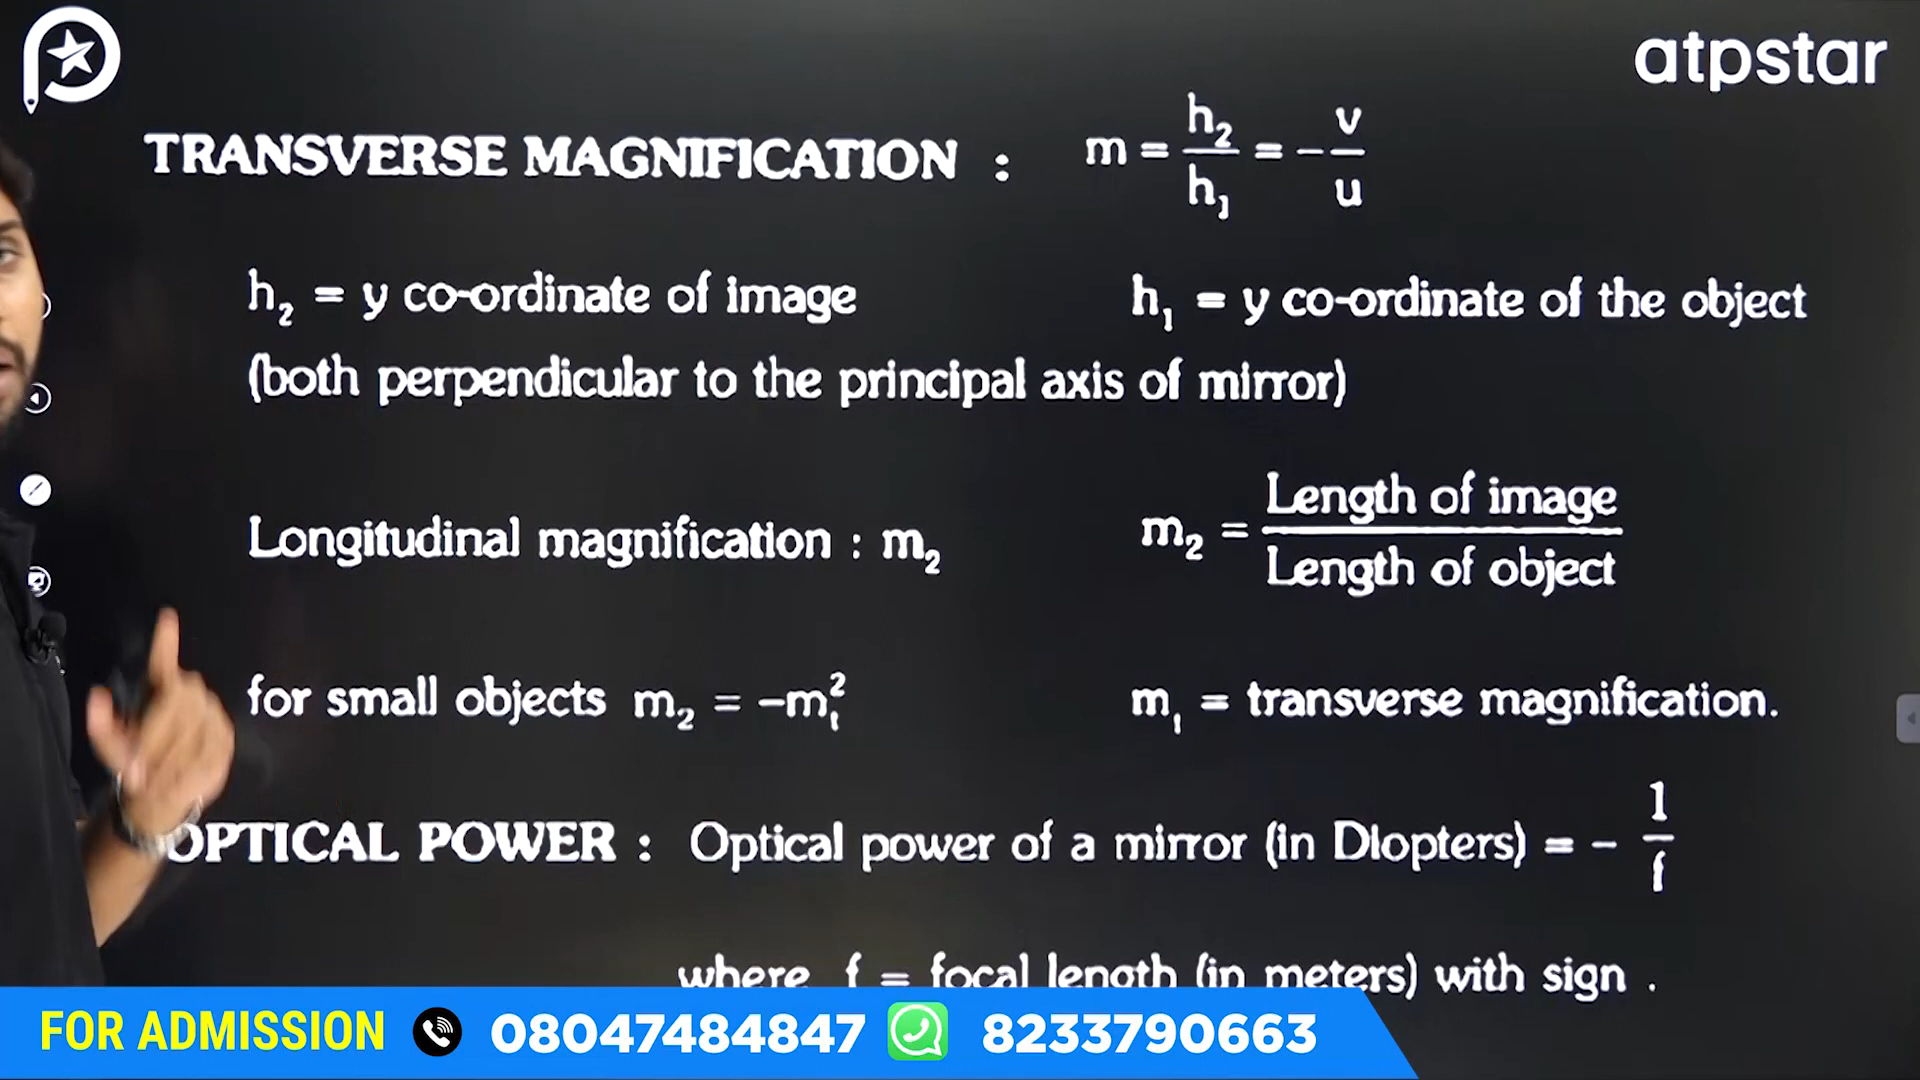 atpstar
TRANSVERSE MAGNIFICATION : m = h₂/h₁ = -v/u
h₂ = y co-ordinate of image h₁ = y co-ordinate of the object
(both perpendicular to the principal axis of mirror)
Longitudinal magnification : m₂ m₂ = Length of image/Length of object
for small objects m₂ = -m₁² m₁ = transverse magnification.
OPTICAL POWER : Optical power of a mirror (in Diopters) = - 1/f
where f = focal length (in meters) with sign .
FOR ADMISSION 08047484847 8233790663